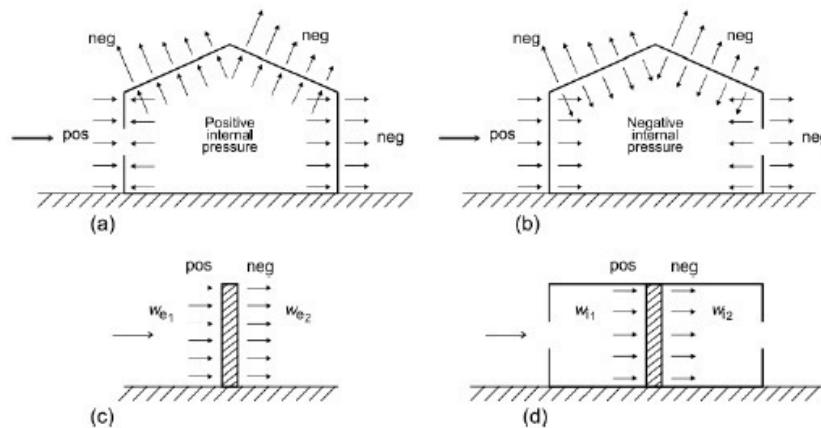 neg neg
pos
Positive
internal
pressure
neg
(a)
neg neg
pos
Negative
internal
pressure
neg
(b)
pos neg
We1 We2
(c)
pos neg
Wi1 Wi2
(d)